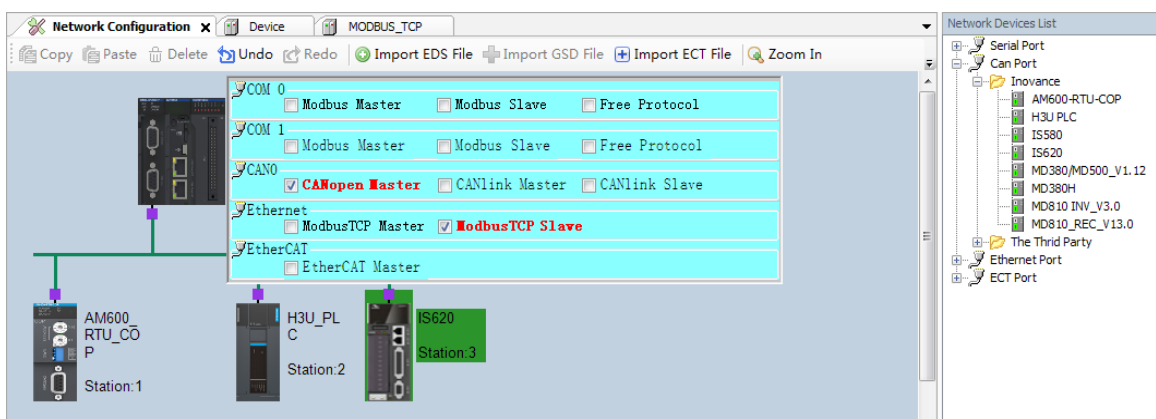 Network Configuration x Device MODBUS_TCP
Copy Paste Delete Undo Redo Import EDS File Import GSD File Import ECT File Zoom In
COM 0
Modbus Master Modbus Slave Free Protocol
COM 1
Modbus Master Modbus Slave Free Protocol
CAN0
CANopen Master CANlink Master CANlink Slave
Ethernet
ModbusTCP Master ModbusTCP Slave
EtherCAT
EtherCAT Master
AM600_
RTU_CO
P
Station:1
H3U_PL
C
Station:2
IS620
Station:3
Network Devices List
Serial Port
Can Port
Inovance
AM600-RTU-COP
H3U PLC
IS580
IS620
MD380/MD500_V1.12
MD380H
MD810 INV_V3.0
MD810_REC_V13.0
The Thrid Party
Ethernet Port
ECT Port